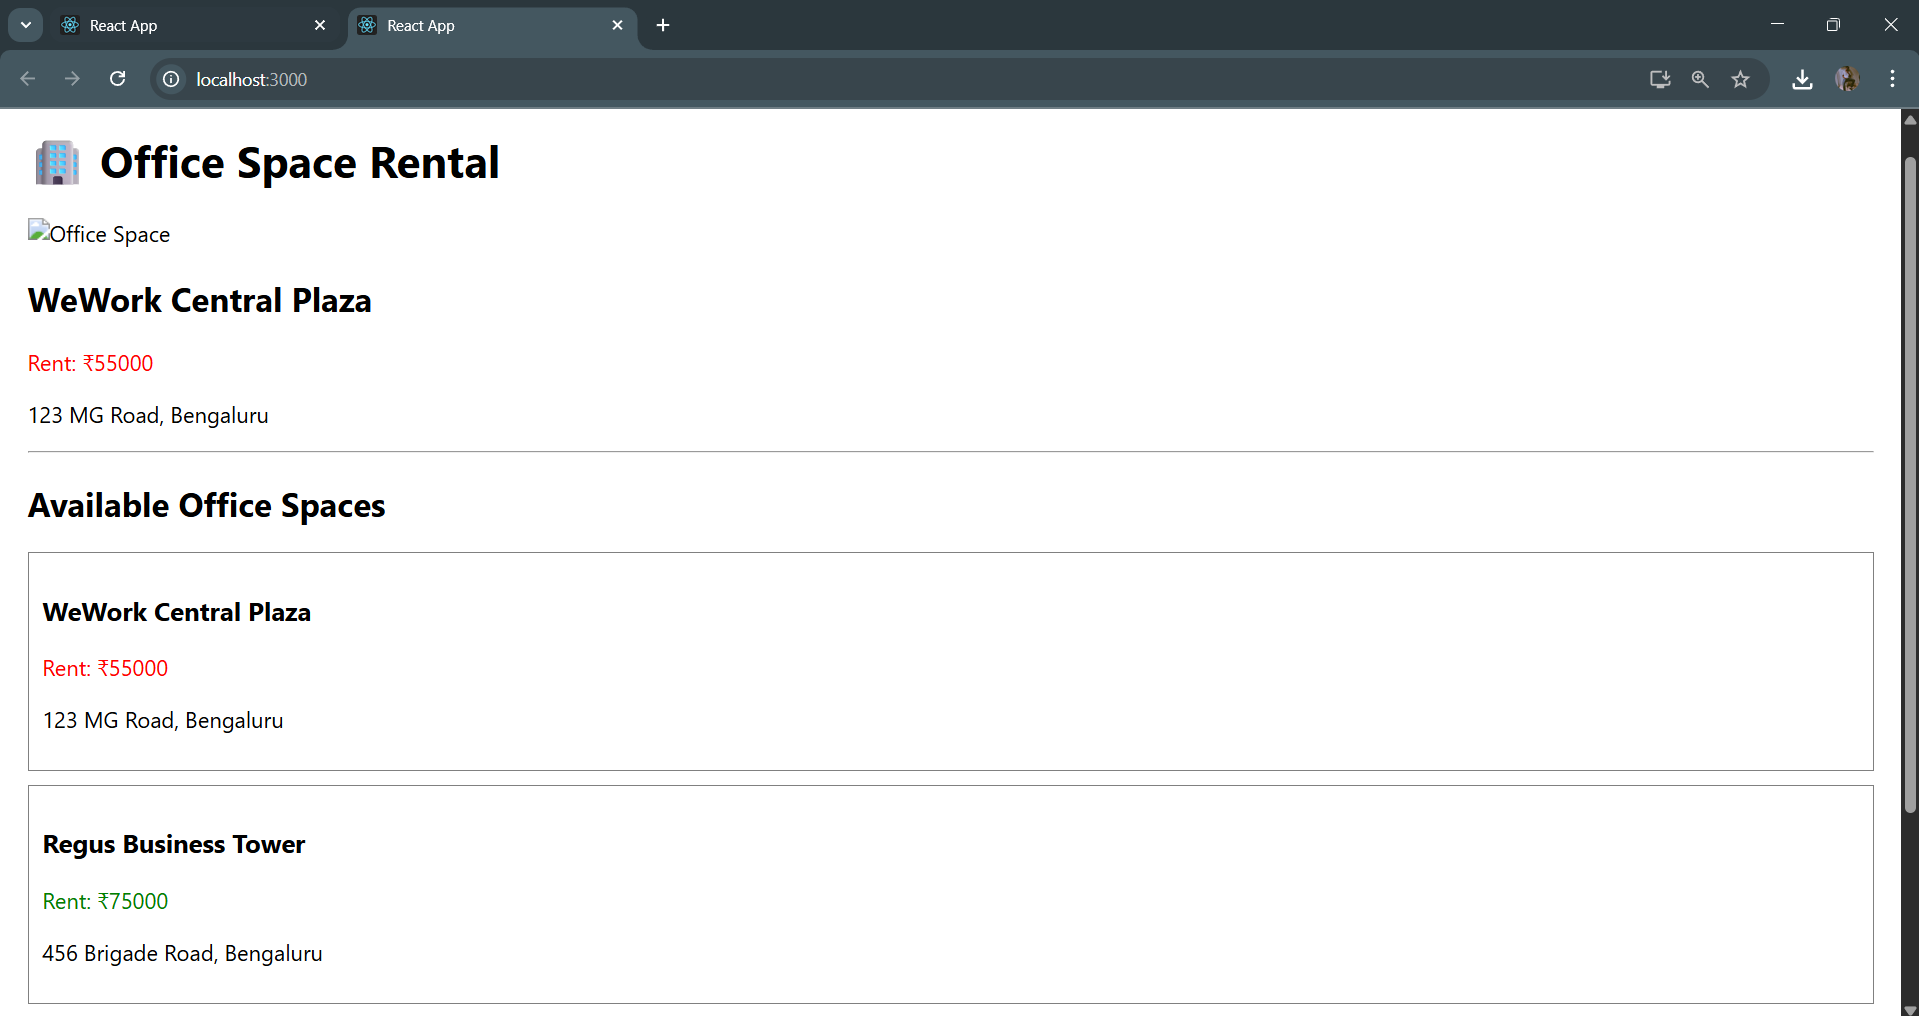 React App
React App
localhost:3000
Office Space Rental
Office Space
WeWork Central Plaza
Rent: ₹55000
123 MG Road, Bengaluru
Available Office Spaces
WeWork Central Plaza
Rent: ₹55000
123 MG Road, Bengaluru
Regus Business Tower
Rent: ₹75000
456 Brigade Road, Bengaluru